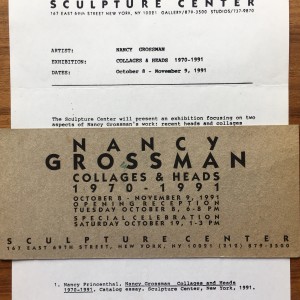 SCULPTURE CENTER
167 EAST 69TH STREET NEW YORK, NY 10021 GALLERY/879-3500 STUDIOS/737-9870
ARTIST: NANCY GROSSMAN
EXHIBITION: COLLAGES & HEADS 1970-1991
DATES: October 8 - November 9, 1991
The Sculpture Center will present an exhibition focusing on two
aspects of Nancy Grossman's work: recent heads and collages
NANCY
GROSSMAN
COLLAGES & HEADS
1970-1991
OCTOBER 8 - NOVEMBER 9, 1991
OPENING RECEPTION
TUESDAY OCTOBER 8, 6-8 PM
SPECIAL CELEBRATION
SATURDAY OCTOBER 19, 1-3 PM
SCULPTURE CENTER
167 EAST 69TH STREET, NEW YORK, NY 10021 (212) 879-3500
1. Nancy Princenthal, Nancy Grossman Collages and Heads
1970-1991, Catalog essay, Sculpture Center, New York, 1991.